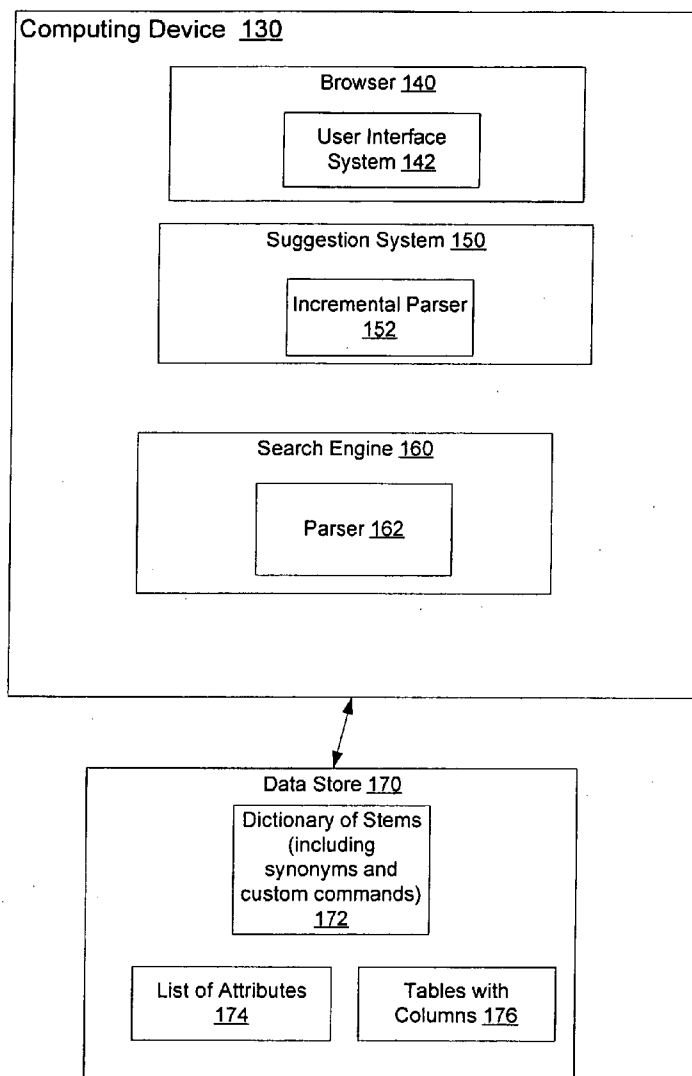 Computing Device 130
Browser 140
User Interface
System 142
Suggestion System 150
Incremental Parser
152
Search Engine 160
Parser 162
Data Store 170
Dictionary of Stems
(including
synonyms and
custom commands)
172
List of Attributes
174
Tables with
Columns 176